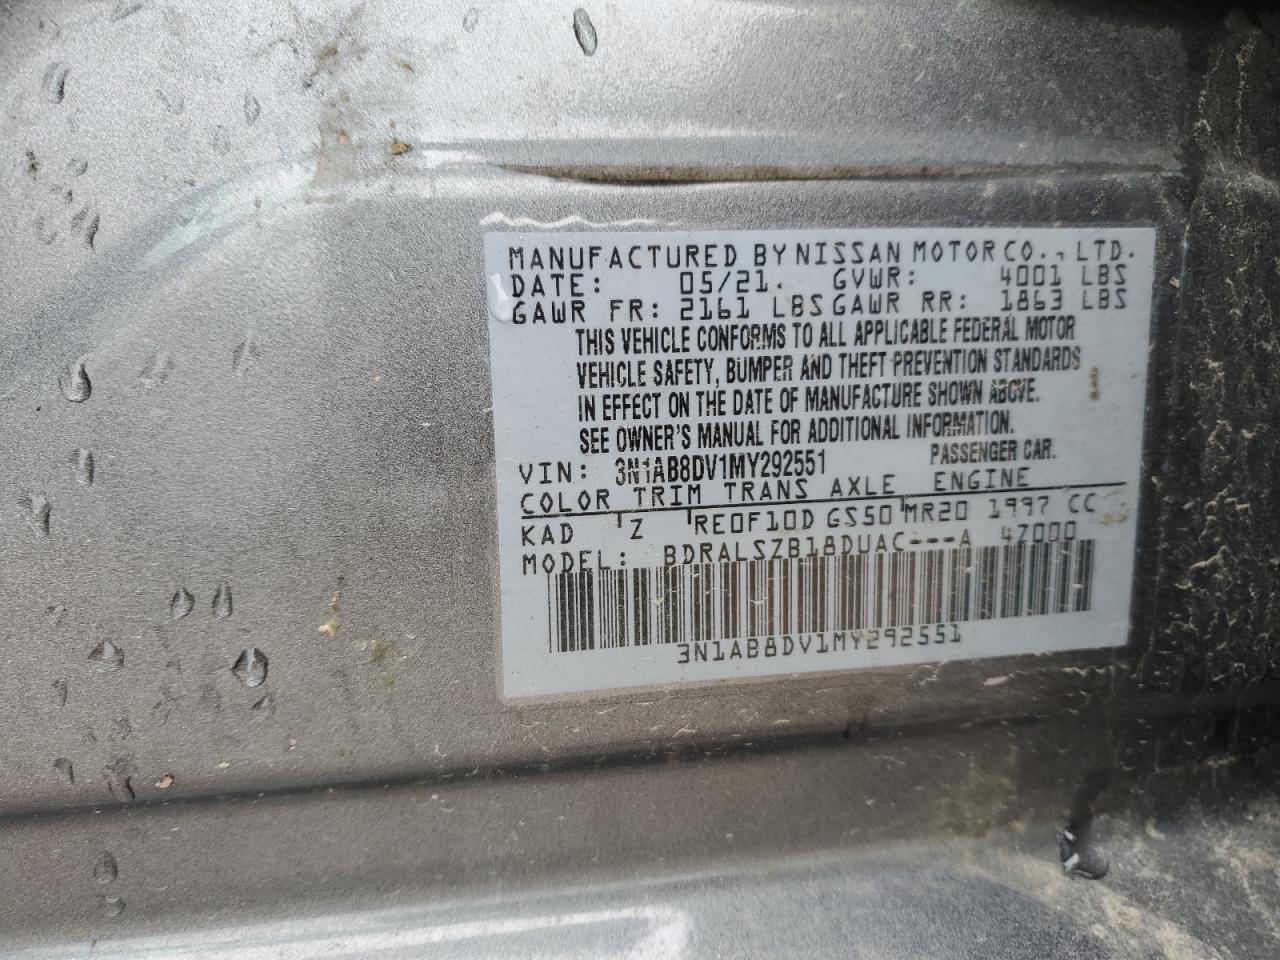 MANUFACTURED BY NISSAN MOTOR CO., LTD.
DATE: 05/21. GVWR: 4001 LBS
GAWR FR: 2161 LBS GAWR RR: 1863 LBS
THIS VEHICLE CONFORMS TO ALL APPLICABLE FEDERAL MOTOR
VEHICLE SAFETY, BUMPER AND THEFT PREVENTION STANDARDS
IN EFFECT ON THE DATE OF MANUFACTURE SHOWN ABOVE.
SEE OWNER'S MANUAL FOR ADDITIONAL INFORMATION.
VIN: 3N1AB8DV1MY292551 PASSENGER CAR.
COLOR TRIM TRANS AXLE ENGINE
KAD Z RE0F10D GS50 MR20 1997 CC
MODEL: BDRALSZB18DUAC---A 47000
3N1AB8DV1MY292551